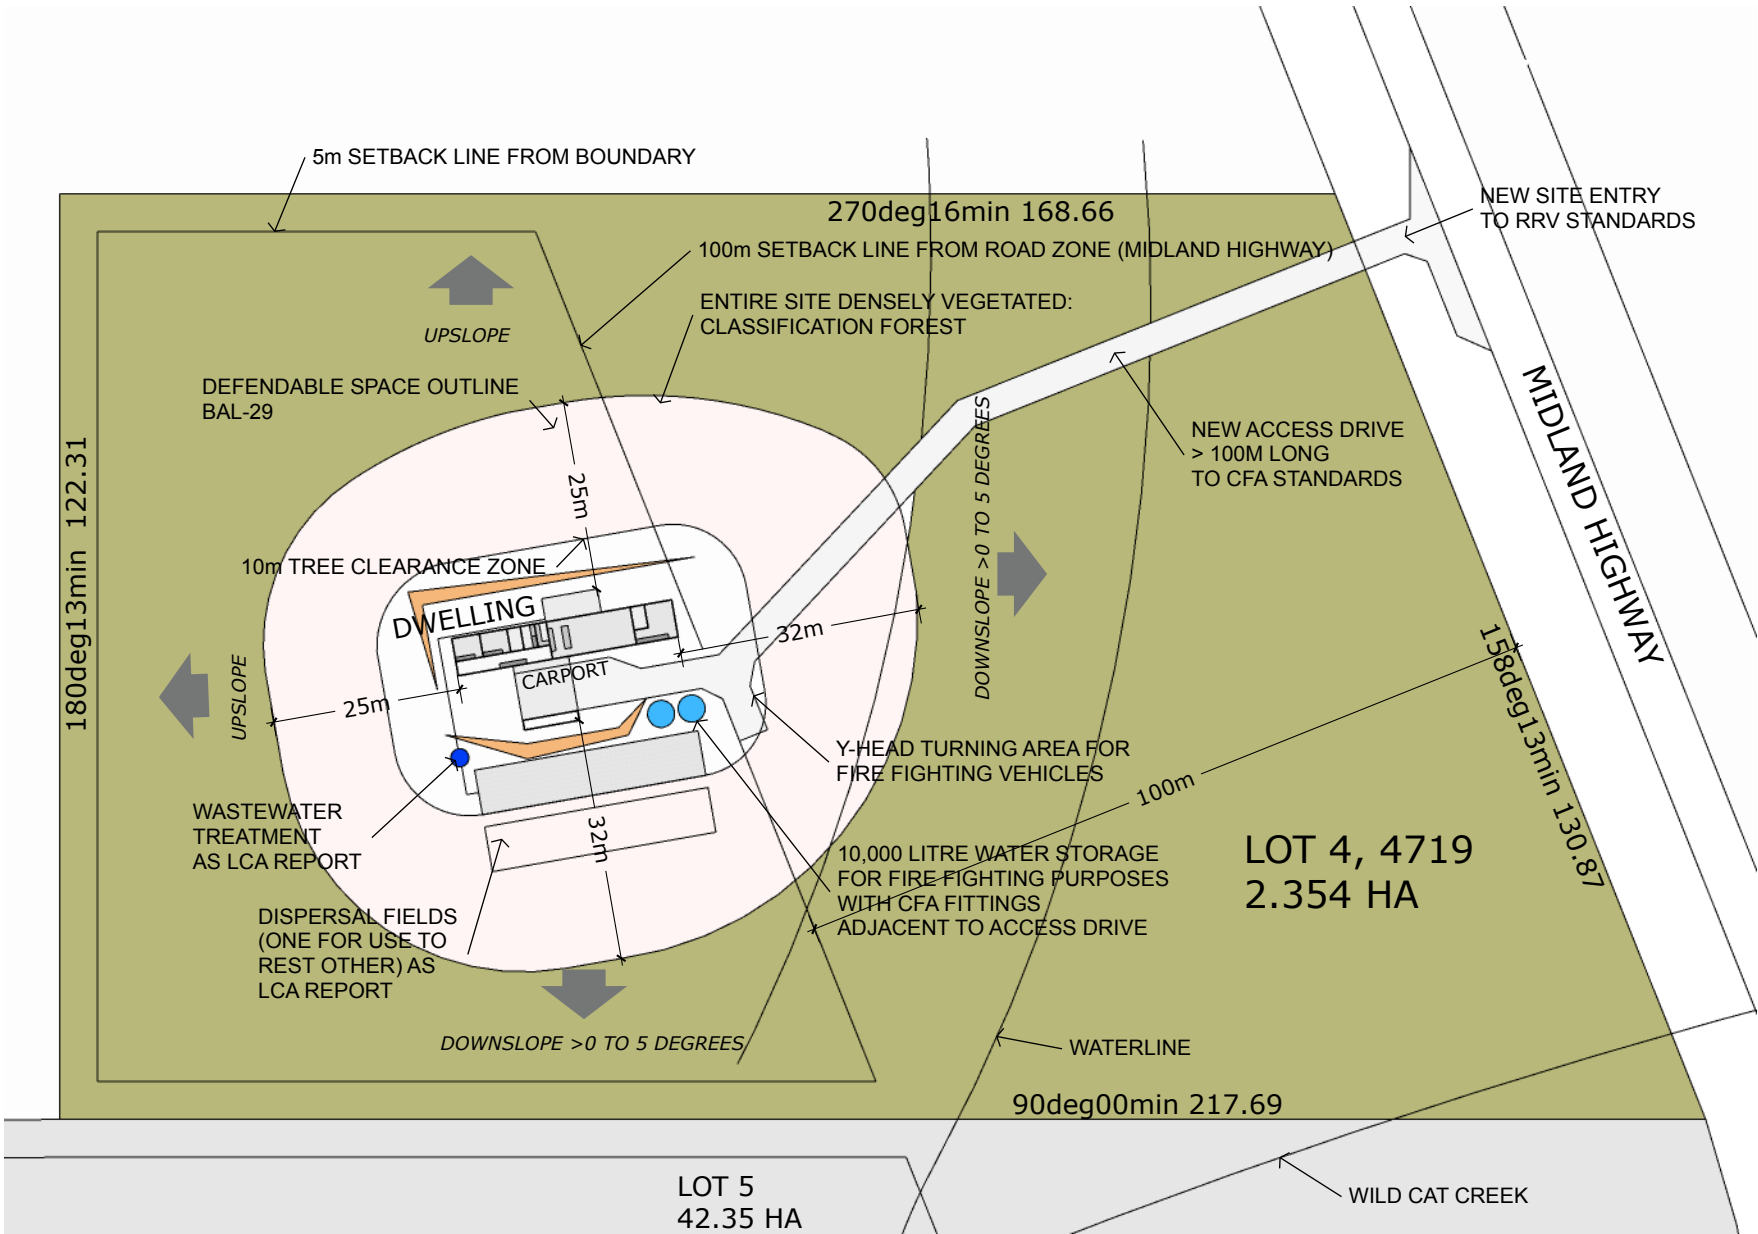 5m SETBACK LINE FROM BOUNDARY
270deg16min 168.66
NEW SITE ENTRY
TO RRV STANDARDS
100m SETBACK LINE FROM ROAD ZONE (MIDLAND HIGHWAY)
ENTIRE SITE DENSELY VEGETATED:
CLASSIFICATION FOREST
UPSLOPE
DEFENDABLE SPACE OUTLINE
BAL-29
MIDLAND HIGHWAY
NEW ACCESS DRIVE
> 100M LONG
TO CFA STANDARDS
180deg13min 122.31
25m
DOWNSLOPE >0 TO 5 DEGREES
10m TREE CLEARANCE ZONE
DWELLING
32m
CARPORT
UPSLOPE
25m
158deg13min 130.87
Y-HEAD TURNING AREA FOR
FIRE FIGHTING VEHICLES
100m
WASTEWATER
TREATMENT
AS LCA REPORT
32m
10,000 LITRE WATER STORAGE
FOR FIRE FIGHTING PURPOSES
WITH CFA FITTINGS
ADJACENT TO ACCESS DRIVE
LOT 4, 4719
2.354 HA
DISPERSAL FIELDS
(ONE FOR USE TO
REST OTHER) AS
LCA REPORT
DOWNSLOPE >0 TO 5 DEGREES
WATERLINE
90deg00min 217.69
LOT 5
42.35 HA
WILD CAT CREEK